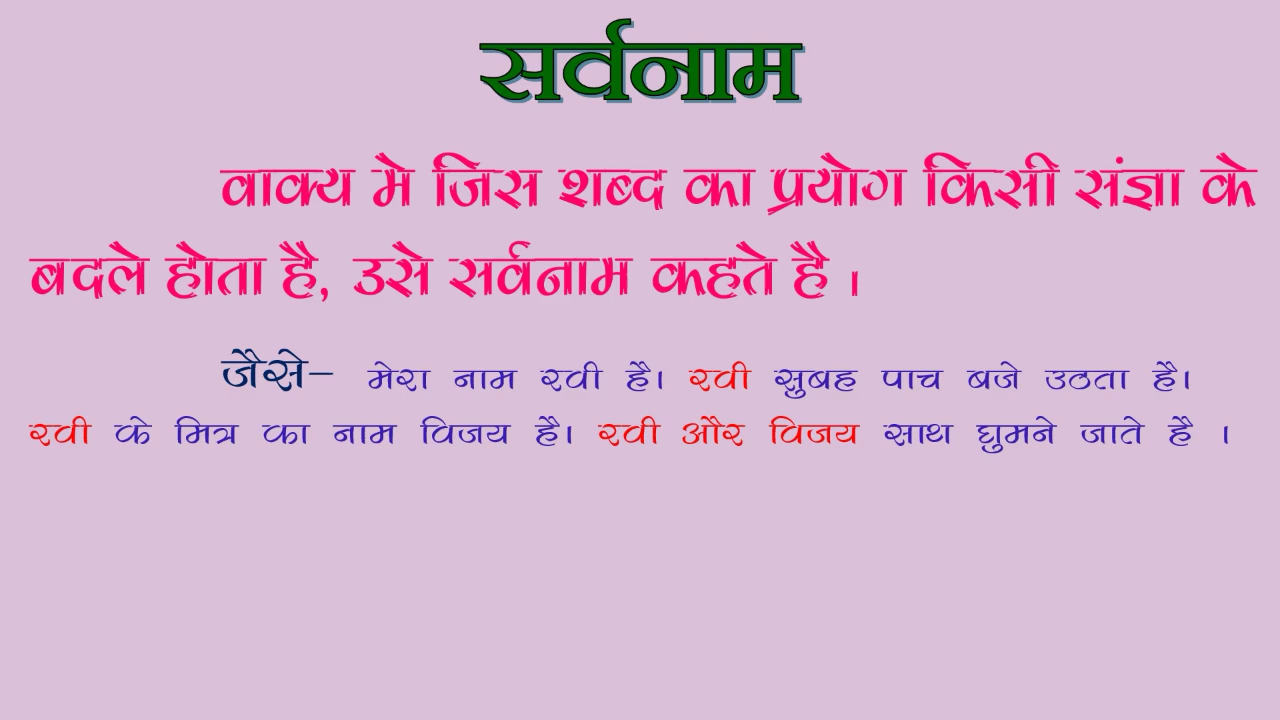 सर्वनाम
वाक्य मे जिस शब्द का प्रयोग किसी संज्ञा के
बदले होता है, उसे सर्वनाम कहते है ।
जैसे– मेरा नाम रवी है। रवी सुबह पाच बजे उठता है।
रवी के मित्र का नाम विजय है। रवी और विजय साथ घुमने जाते है ।